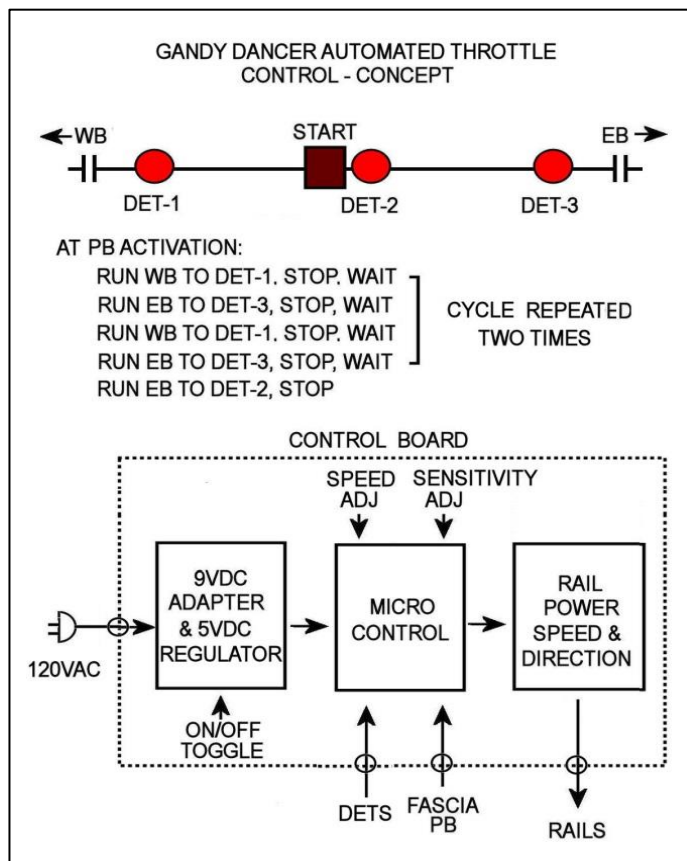 GANDY DANCER AUTOMATED THROTTLE
CONTROL - CONCEPT
WB
START
EB
DET-1
DET-2
DET-3
AT PB ACTIVATION:
RUN WB TO DET-1. STOP. WAIT
RUN EB TO DET-3, STOP, WAIT
RUN WB TO DET-1. STOP. WAIT
RUN EB TO DET-3, STOP, WAIT
RUN EB TO DET-2, STOP
CYCLE REPEATED
TWO TIMES
CONTROL BOARD
SPEED
ADJ
SENSITIVITY
ADJ
9VDC
ADAPTER
& 5VDC
REGULATOR
MICRO
CONTROL
RAIL
POWER
SPEED &
DIRECTION
120VAC
ON/OFF
TOGGLE
DETS
FASCIA
PB
RAILS